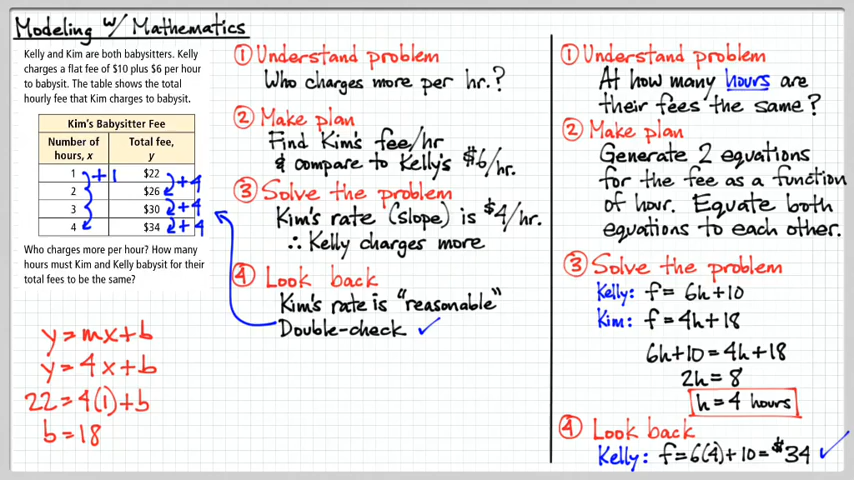 Modeling w/ Mathematics
Kelly and Kim are both babysitters. Kelly
charges a flat fee of $10 plus $6 per hour
to babysit. The table shows the total
hourly fee that Kim charges to babysit.
Kim's Babysitter Fee
Number of hours, x Total fee, y
1 $22
2 $26
3 $30
4 $34
+1
+4
+4
+4
Who charges more per hour? How many
hours must Kim and Kelly babysit for their
total fees to be the same?
y=mx+b
y=4x+b
22=4(1)+b
b=18
① Understand problem
Who charges more per hr.?
② Make plan
Find Kim's fee/hr
& compare to Kelly's $6/hr.
③ Solve the problem
Kim's rate (slope) is $4/hr.
∴ Kelly charges more
④ Look back
Kim's rate is "reasonable"
Double-check ✓
① Understand problem
At how many hours are
their fees the same?
② Make plan
Generate 2 equations
for the fee as a function
of hour. Equate both
equations to each other.
③ Solve the problem
Kelly: f=6h+10
Kim: f=4h+18
6h+10=4h+18
2h=8
h=4 hours
④ Look back
Kelly: f=6(4)+10=$34 ✓